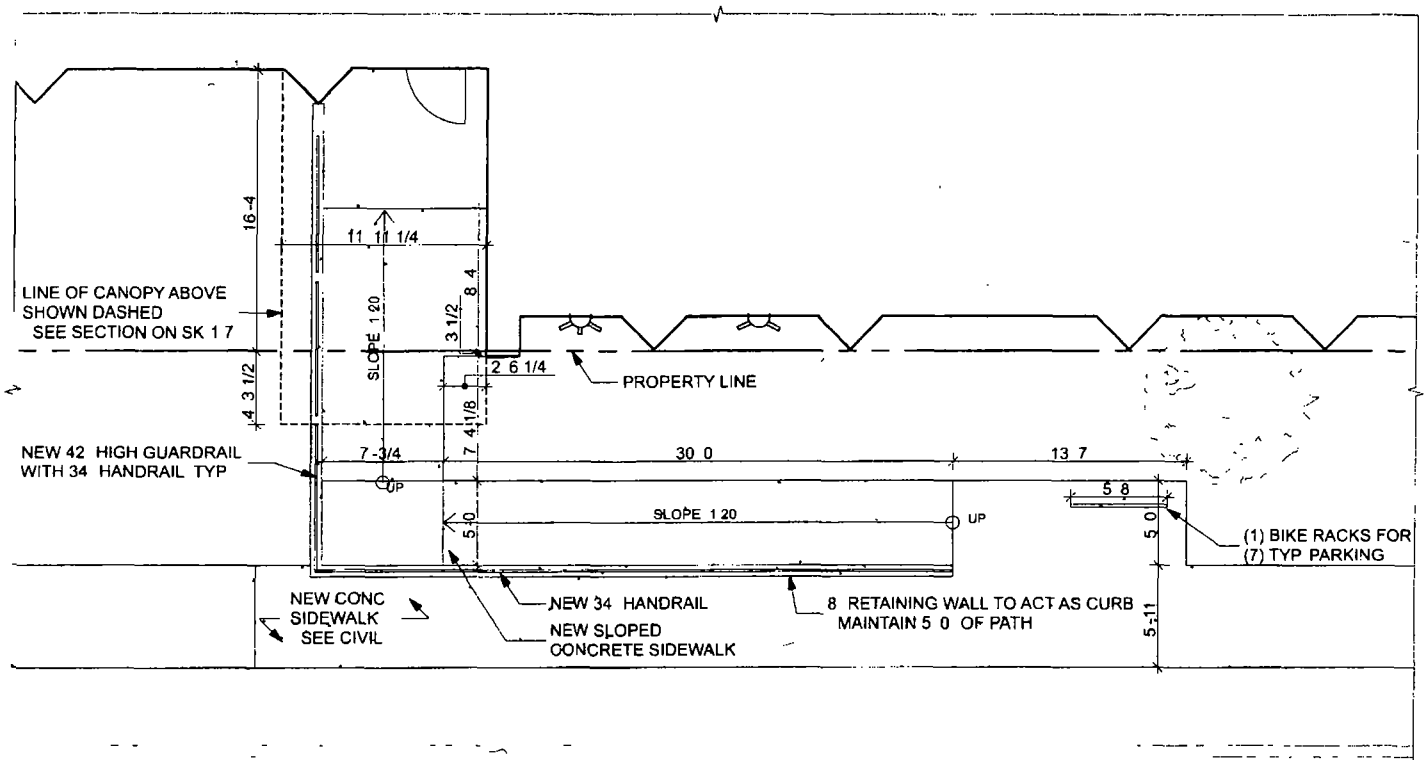 16-4
11 11 1/4
8 4
LINE OF CANOPY ABOVE
SHOWN DASHED
SEE SECTION ON SK 1 7
SLOPE 1 20
3 1/2
2 6 1/4
PROPERTY LINE
4 3 1/2
7 4 1/8
NEW 42 HIGH GUARDRAIL
WITH 34 HANDRAIL TYP
7 -3/4
30 0
13 7
UP
5 8
5 -0
SLOPE 1 20
UP
5 0
(1) BIKE RACKS FOR
(7) TYP PARKING
NEW CONC
SIDEWALK
SEE CIVIL
NEW 34 HANDRAIL
NEW SLOPED
CONCRETE SIDEWALK
8 RETAINING WALL TO ACT AS CURB
MAINTAIN 5 0 OF PATH
5-11